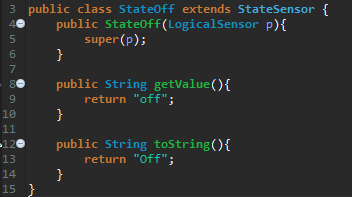 3 public class StateOff extends StateSensor {
4 public StateOff(LogicalSensor p){
5 super(p);
6 }
7
8 public String getValue(){
9 return "off";
10 }
11
12 public String toString(){
13 return "Off";
14 }
15 }